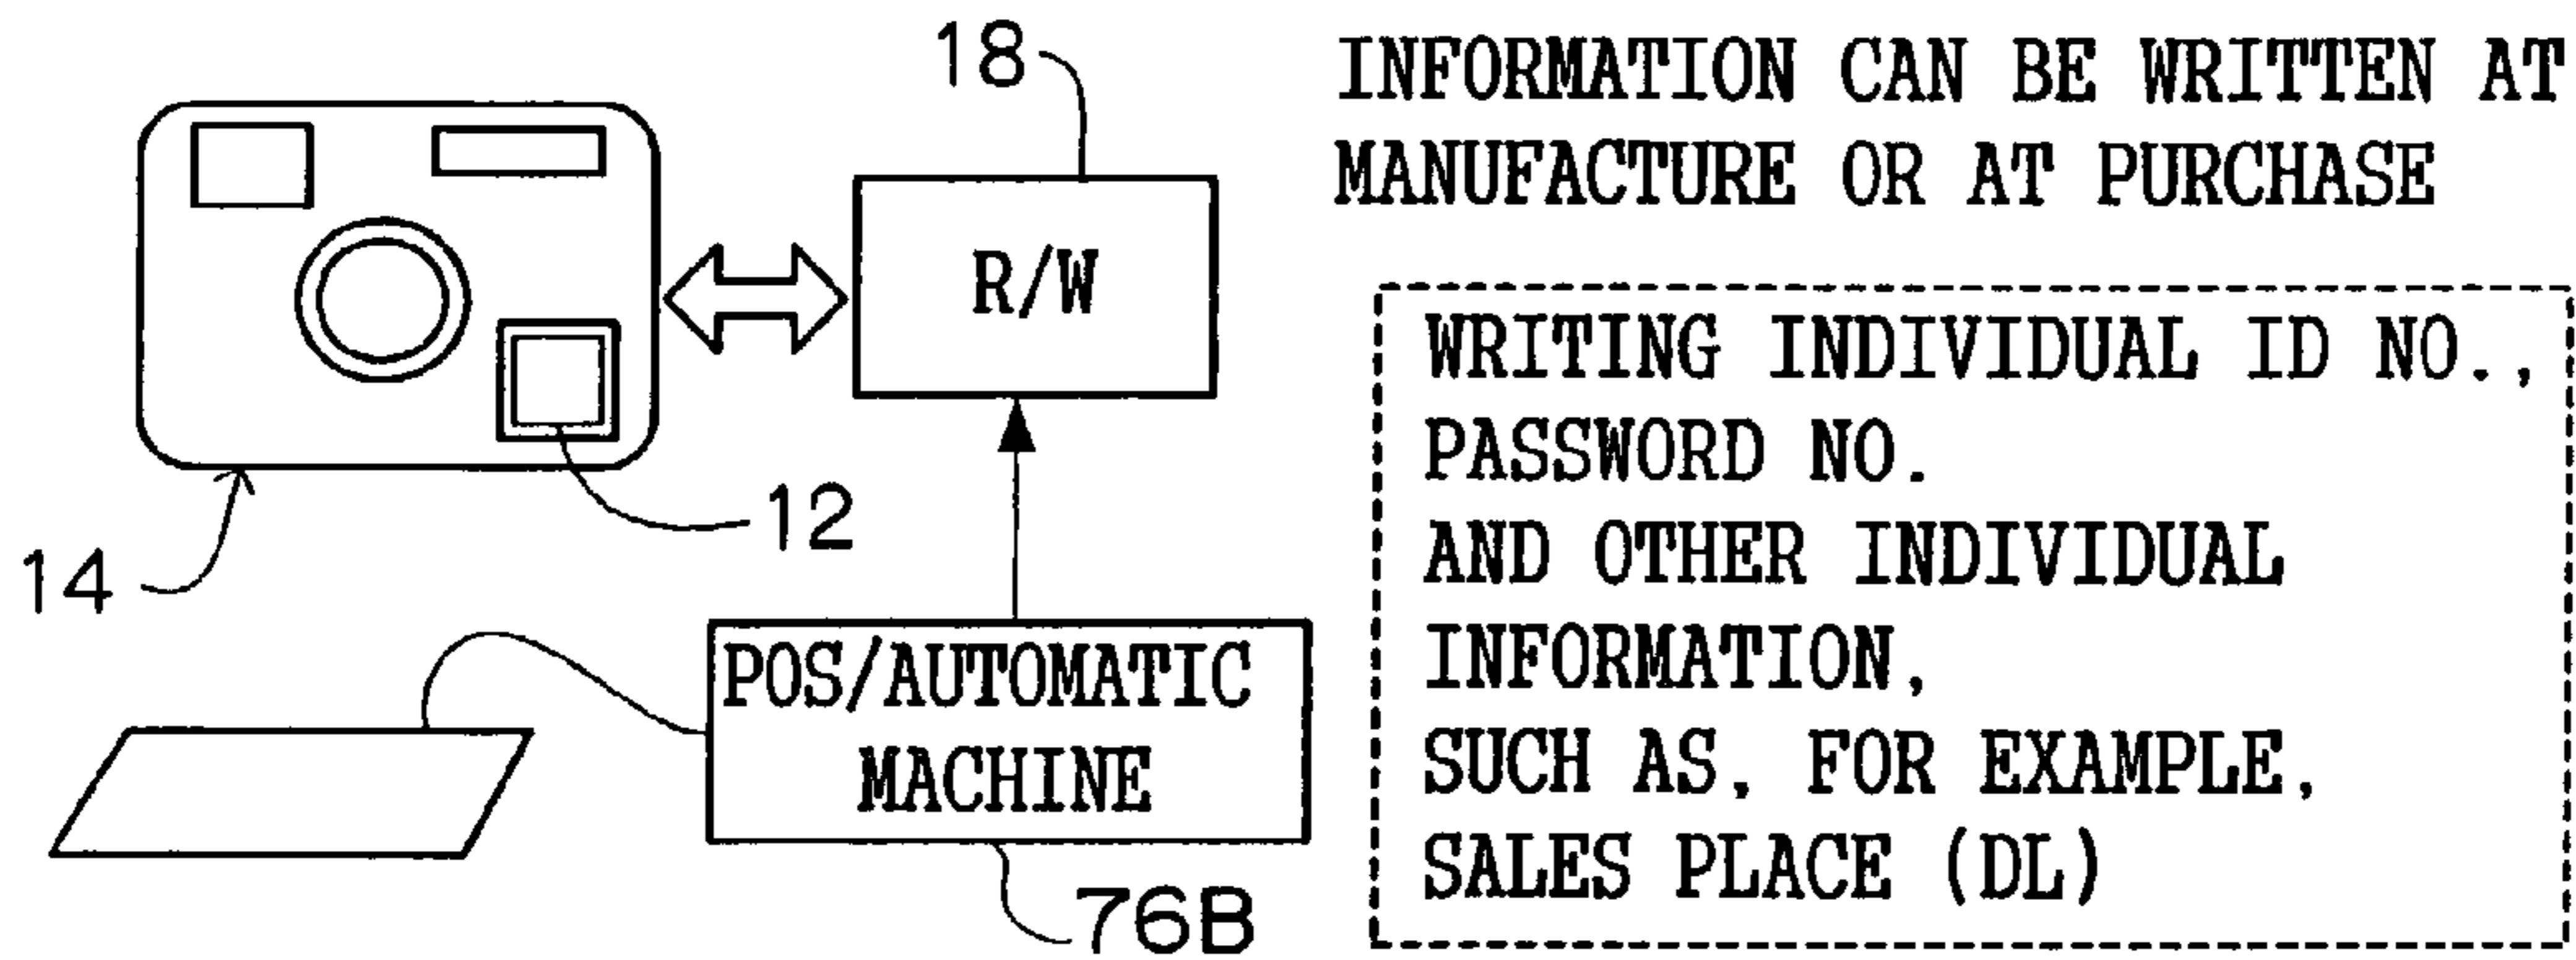 18
INFORMATION CAN BE WRITTEN AT
MANUFACTURE OR AT PURCHASE
R/W
12
14
POS/AUTOMATIC
MACHINE
76B
WRITING INDIVIDUAL ID NO.,
PASSWORD NO.
AND OTHER INDIVIDUAL
INFORMATION,
SUCH AS, FOR EXAMPLE,
SALES PLACE (DL)